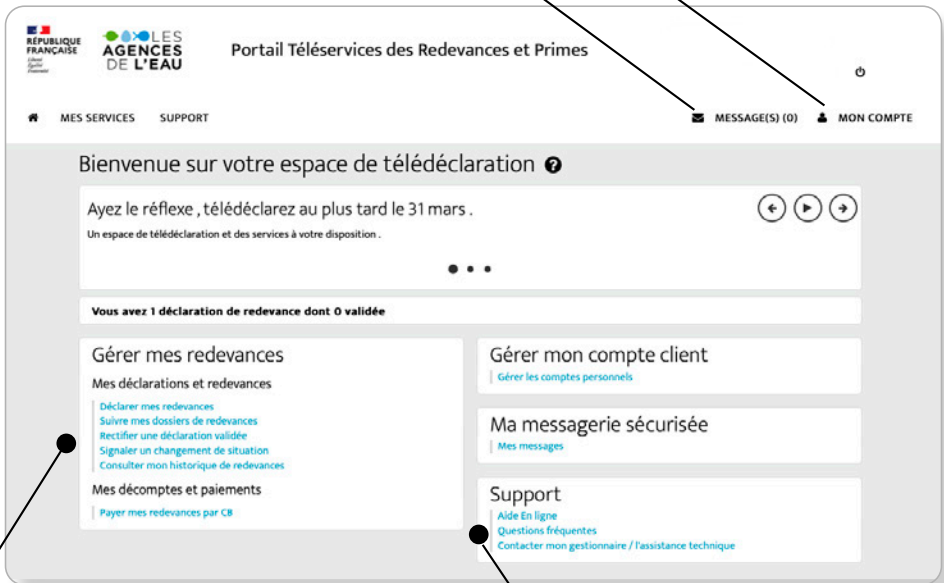 RÉPUBLIQUE
FRANÇAISE
Liberté
Égalité
Fraternité
LES
AGENCES
DE L'EAU
Portail Téléservices des Redevances et Primes
MES SERVICES SUPPORT MESSAGE(S) (0) MON COMPTE
Bienvenue sur votre espace de télédéclaration ?
Ayez le réflexe , télédéclarez au plus tard le 31 mars .
Un espace de télédéclaration et des services à votre disposition .
Vous avez 1 déclaration de redevance dont 0 validée
Gérer mes redevances
Mes déclarations et redevances
Déclarer mes redevances
Suivre mes dossiers de redevances
Rectifier une déclaration validée
Signaler un changement de situation
Consulter mon historique de redevances
Mes décomptes et paiements
Payer mes redevances par CB
Gérer mon compte client
Gérer les comptes personnels
Ma messagerie sécurisée
Mes messages
Support
Aide En ligne
Questions fréquentes
Contacter mon gestionnaire / l'assistance technique